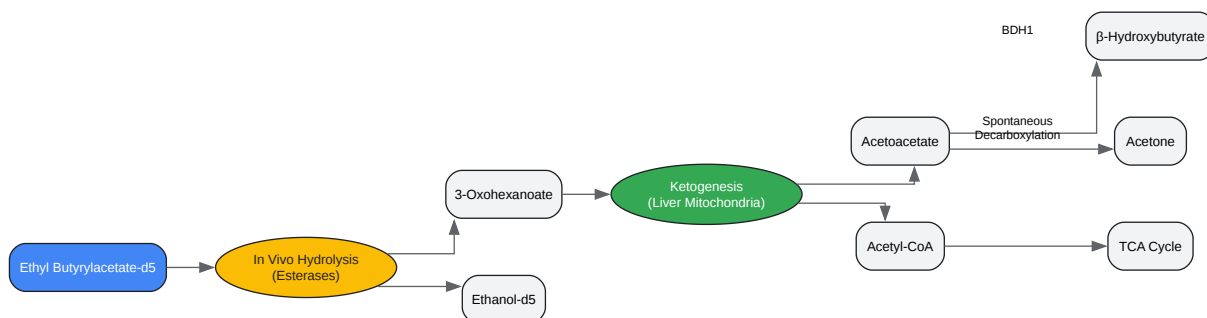 BDH1
β-Hydroxybutyrate
Spontaneous
Decarboxylation
Acetoacetate
Acetone
Ketogenesis
(Liver Mitochondria)
3-Oxohexanoate
Acetyl-CoA
TCA Cycle
In Vivo Hydrolysis
(Esterases)
Ethyl Butyrylacetate-d5
Ethanol-d5